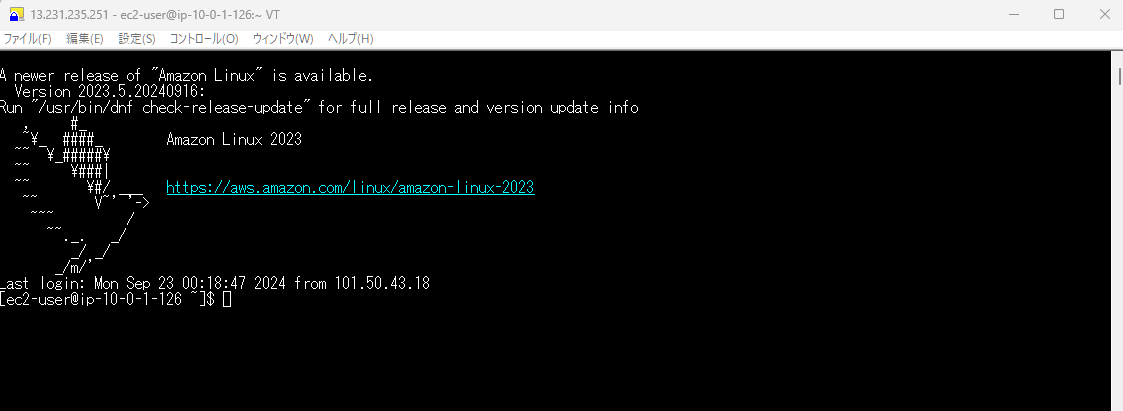 13.231.235.251 - ec2-user@ip-10-0-1-126:~ VT
ファイル(F) 編集(E) 設定(S) コントロール(O) ウィンドウ(W) ヘルプ(H)
A newer release of "Amazon Linux" is available.
  Version 2023.5.20240916:
Run "/usr/bin/dnf check-release-update" for full release and version update info
   ,     #_
   ~\_  ####_        Amazon Linux 2023
  ~~  \_#####\
  ~~     \###|
  ~~       \#/ ___   https://aws.amazon.com/linux/amazon-linux-2023
   ~~       V~' '->
    ~~~         /
      ~~._.   _/
         _/ _/
       _/m/'
Last login: Mon Sep 23 00:18:47 2024 from 101.50.43.18
[ec2-user@ip-10-0-1-126 ~]$